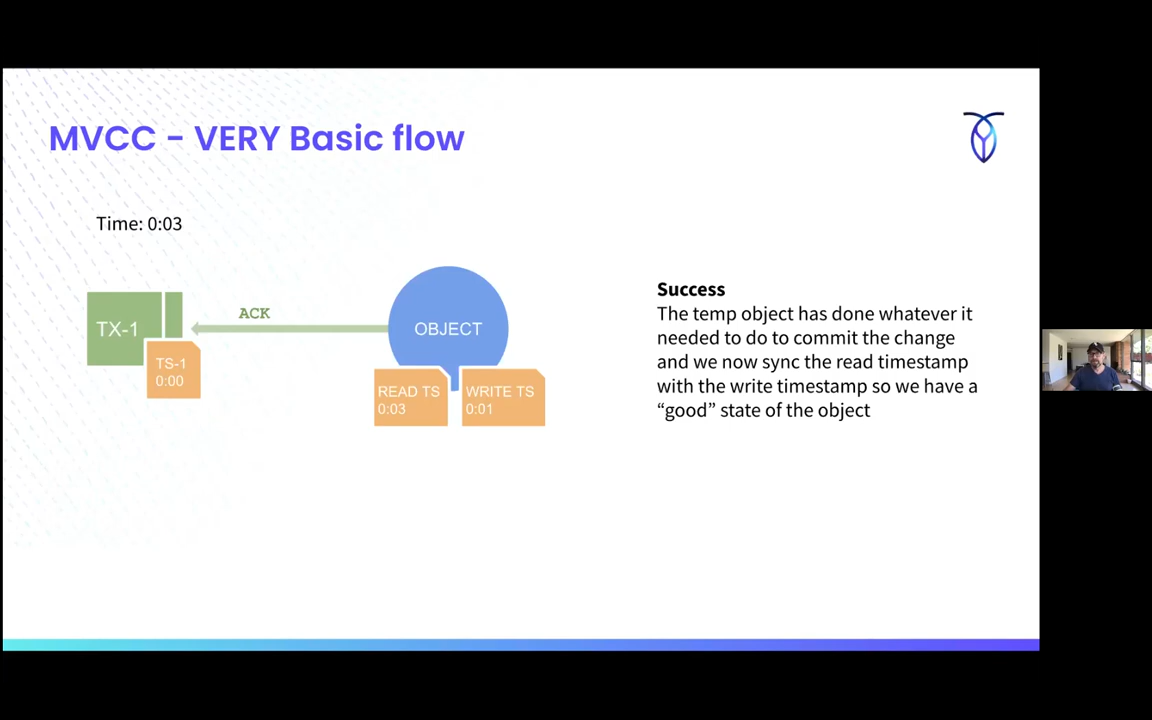 MVCC - VERY Basic flow
Time: 0:03
TX-1
TS-1
0:00
ACK
OBJECT
READ TS
0:03
WRITE TS
0:01
Success
The temp object has done whatever it
needed to do to commit the change
and we now sync the read timestamp
with the write timestamp so we have a
“good” state of the object